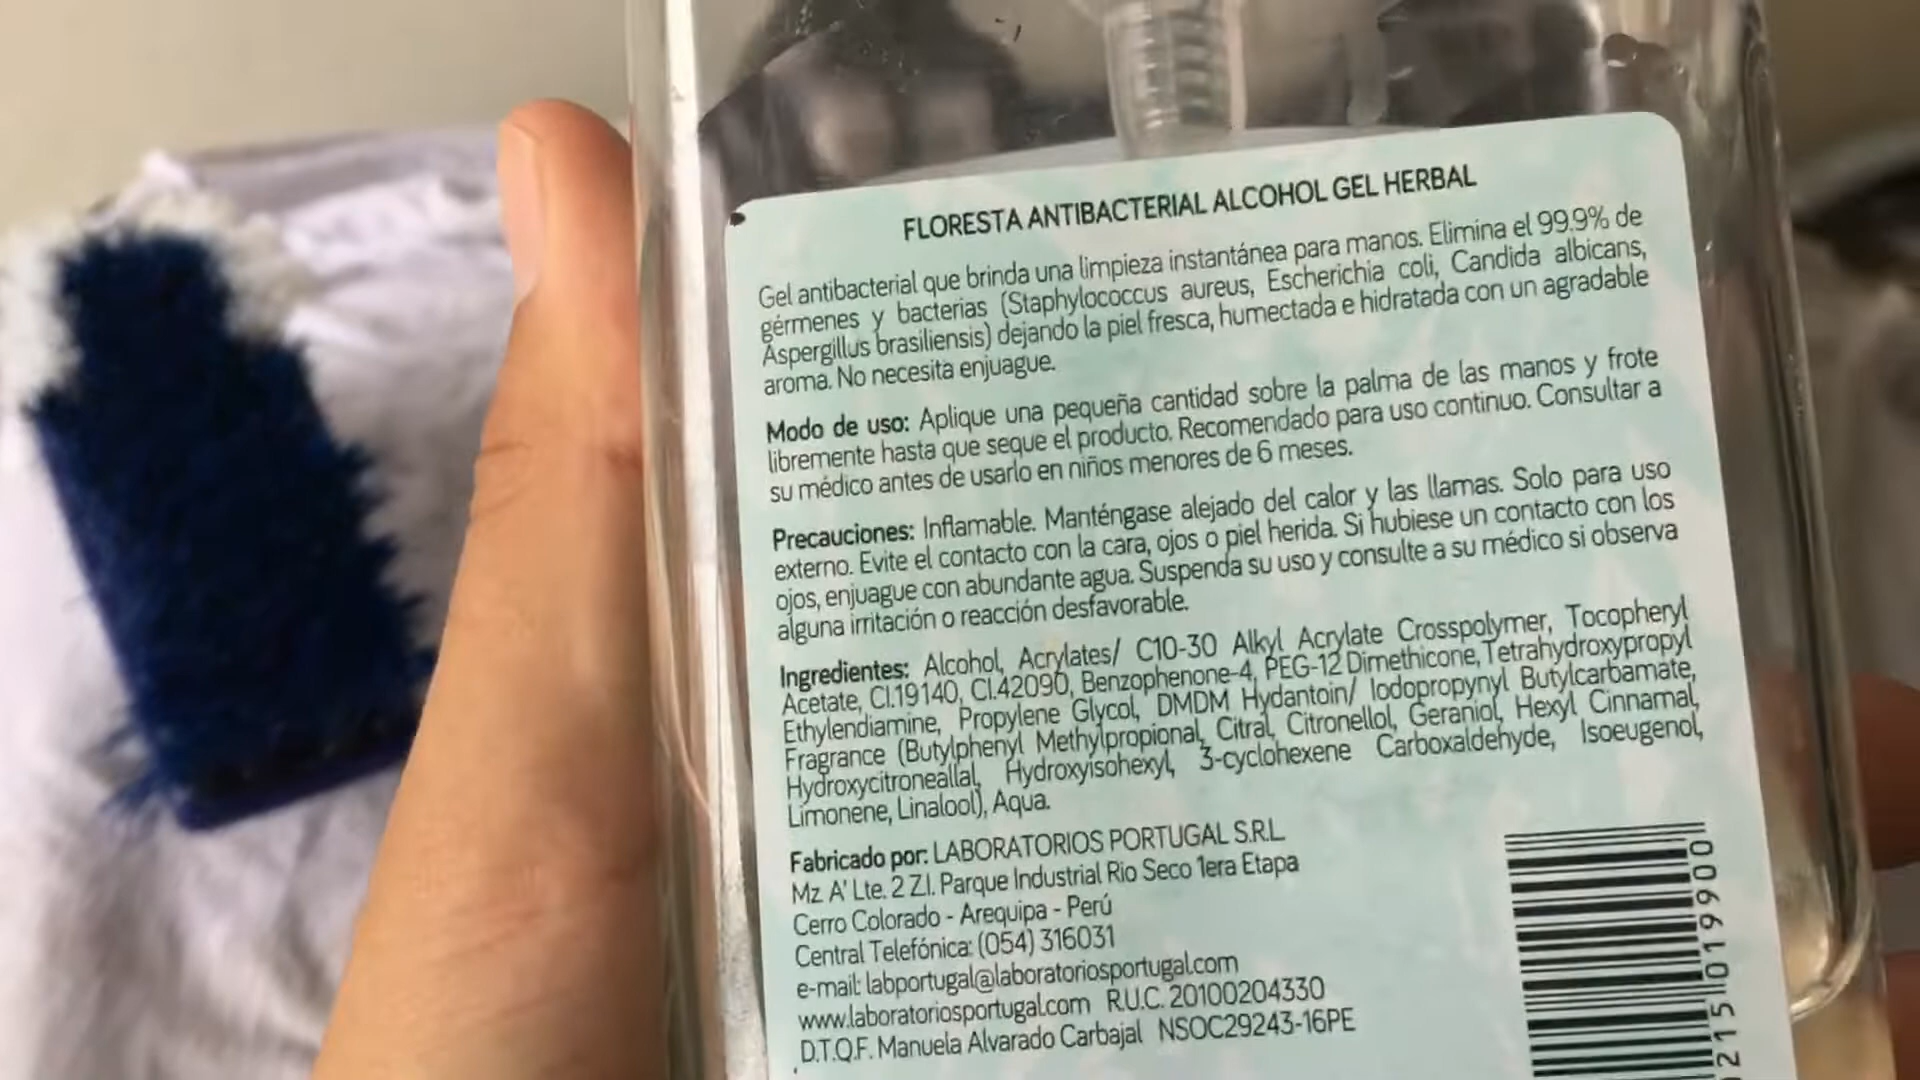 FLORESTA ANTIBACTERIAL ALCOHOL GEL HERBAL
Gel antibacterial que brinda una limpieza instantánea para manos. Elimina el 99.9% de
gérmenes y bacterias (Staphylococcus aureus, Escherichia coli, Candida albicans,
Aspergillus brasiliensis) dejando la piel fresca, humectada e hidratada con un agradable
aroma. No necesita enjuague.
Modo de uso: Aplique una pequeña cantidad sobre la palma de las manos y frote
libremente hasta que seque el producto. Recomendado para uso continuo. Consultar a
su médico antes de usarlo en niños menores de 6 meses.
Precauciones: Inflamable. Manténgase alejado del calor y las llamas. Solo para uso
externo. Evite el contacto con la cara, ojos o piel herida. Si hubiese un contacto con los
ojos, enjuague con abundante agua. Suspenda su uso y consulte a su médico si observa
alguna irritación o reacción desfavorable.
Ingredientes: Alcohol, Acrylates/ C10-30 Alkyl Acrylate Crosspolymer, Tocopheryl
Acetate, CI.19140, CI.42090, Benzophenone-4, PEG-12 Dimethicone, Tetrahydroxypropyl
Ethylendiamine, Propylene Glycol, DMDM Hydantoin/ Iodopropynyl Butylcarbamate,
Fragrance (Butylphenyl Methylpropional, Citral, Citronellol, Geraniol, Hexyl Cinnamal,
Hydroxycitroneallal, Hydroxyisohexyl, 3-cyclohexene Carboxaldehyde, Isoeugenol,
Limonene, Linalool), Aqua.
Fabricado por: LABORATORIOS PORTUGAL S.R.L.
Mz A' Lte. 2 Z.I. Parque Industrial Rio Seco 1era Etapa
Cerro Colorado - Arequipa - Perú
Central Telefónica: (054) 316031
e-mail: labportugal@laboratoriosportugal.com
www.laboratoriosportugal.com R.U.C. 20100204330
D.T.Q.F. Manuela Alvarado Carbajal NSOC29243-16PE
215 019900